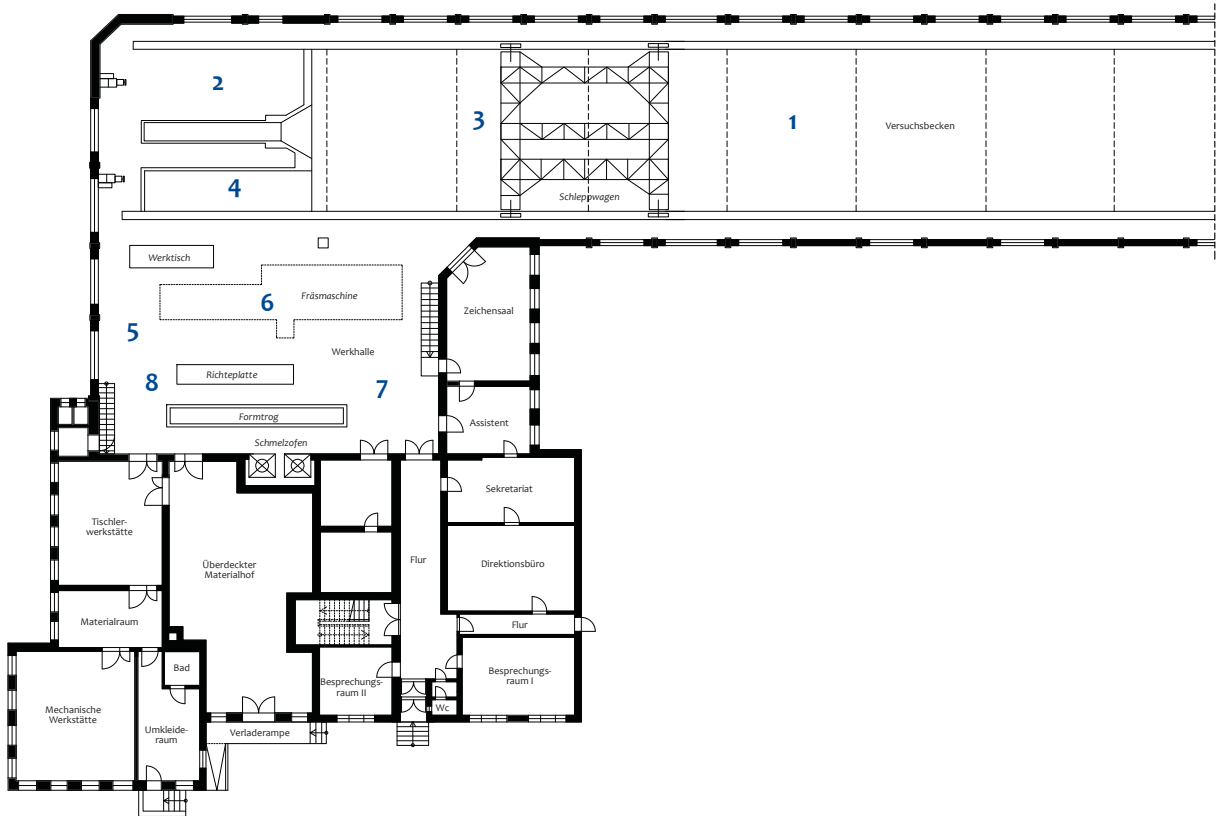 2
3
1
Versuchsbecken
4
Schleppwagen
Werktisch
6
Fräsmaschine
Zeichensaal
5
Werkhalle
Richteplatte
8
7
Formtrog
Assistent
Schmelzofen
Sekretariat
Tischler-
werkstätte
Überdeckter
Materialhof
Flur
Direktionsbüro
Materialraum
Flur
Bad
Besprechungs-
raum II
Besprechungs-
raum I
Mechanische
Werkstätte
Wc
Umkleide-
raum
Verladerampe